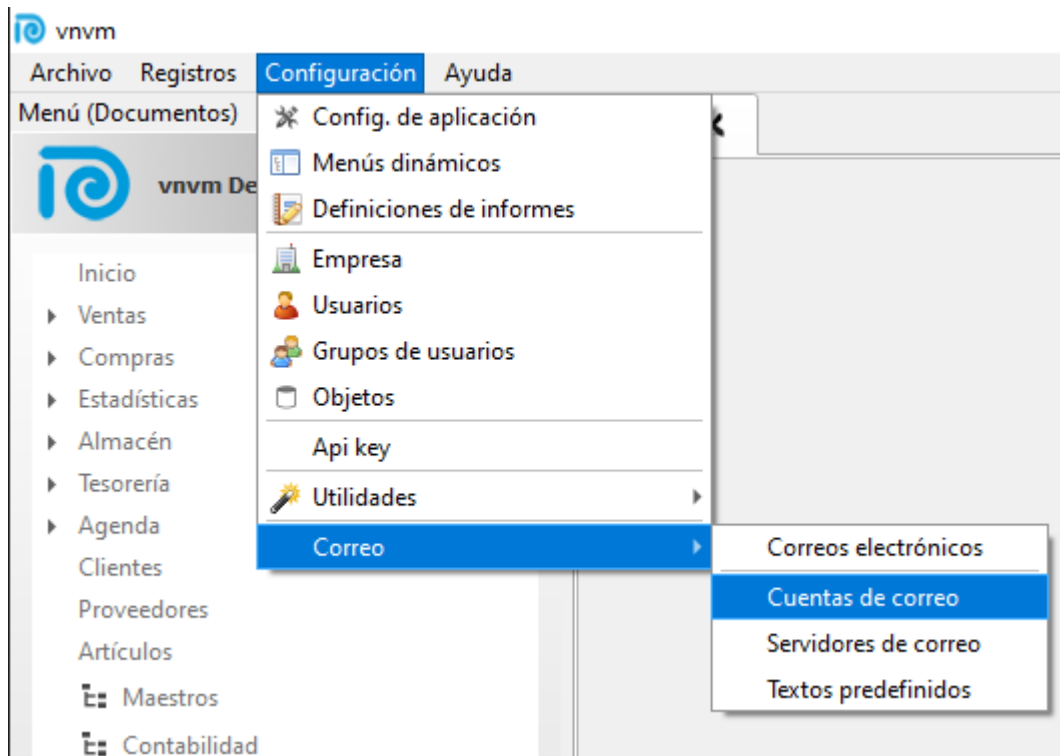 vnvm
Archivo Registros Configuración Ayuda
Menú (Documentos)
vnvm De
Config. de aplicación
Menús dinámicos
Definiciones de informes
Empresa
Usuarios
Grupos de usuarios
Objetos
Api key
Utilidades
Correo
Correos electrónicos
Cuentas de correo
Servidores de correo
Textos predefinidos
Inicio
Ventas
Compras
Estadísticas
Almacén
Tesorería
Agenda
Clientes
Proveedores
Artículos
Maestros
Contabilidad